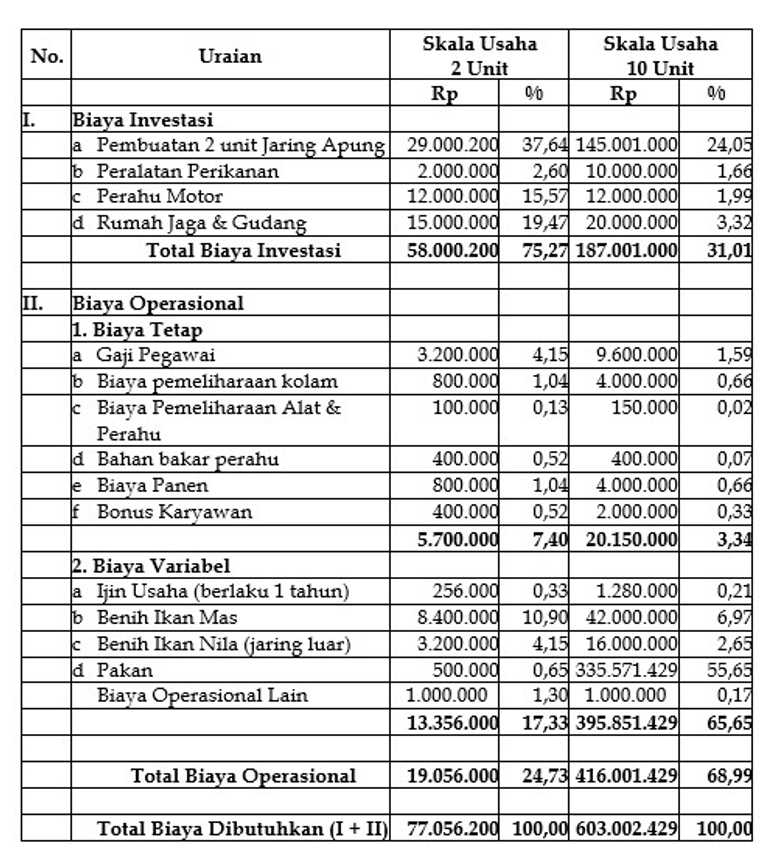 No. Uraian Skala Usaha 2 Unit Skala Usaha 10 Unit
Rp % Rp %
I. Biaya Investasi
a Pembuatan 2 unit Jaring Apung 29.000.200 37,64 145.001.000 24,05
b Peralatan Perikanan 2.000.000 2,60 10.000.000 1,66
c Perahu Motor 12.000.000 15,57 12.000.000 1,99
d Rumah Jaga & Gudang 15.000.000 19,47 20.000.000 3,32
Total Biaya Investasi 58.000.200 75,27 187.001.000 31,01
II. Biaya Operasional
1. Biaya Tetap
a Gaji Pegawai 3.200.000 4,15 9.600.000 1,59
b Biaya pemeliharaan kolam 800.000 1,04 4.000.000 0,66
c Biaya Pemeliharaan Alat & 100.000 0,13 150.000 0,02
Perahu
d Bahan bakar perahu 400.000 0,52 400.000 0,07
e Biaya Panen 800.000 1,04 4.000.000 0,66
f Bonus Karyawan 400.000 0,52 2.000.000 0,33
5.700.000 7,40 20.150.000 3,34
2. Biaya Variabel
a Ijin Usaha (berlaku 1 tahun) 256.000 0,33 1.280.000 0,21
b Benih Ikan Mas 8.400.000 10,90 42.000.000 6,97
c Benih Ikan Nila (jaring luar) 3.200.000 4,15 16.000.000 2,65
d Pakan 500.000 0,65 335.571.429 55,65
Biaya Operasional Lain 1.000.000 1,30 1.000.000 0,17
13.356.000 17,33 395.851.429 65,65
Total Biaya Operasional 19.056.000 24,73 416.001.429 68,99
Total Biaya Dibutuhkan (I + II) 77.056.200 100,00 603.002.429 100,00